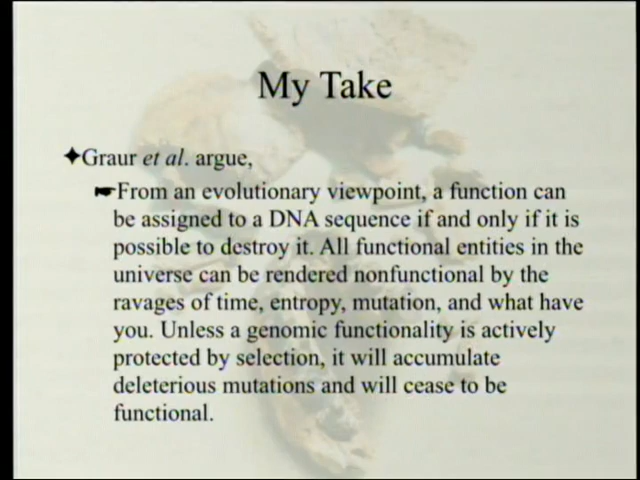 My Take
✦Graur et al. argue,
☛From an evolutionary viewpoint, a function can
be assigned to a DNA sequence if and only if it is
possible to destroy it. All functional entities in the
universe can be rendered nonfunctional by the
ravages of time, entropy, mutation, and what have
you. Unless a genomic functionality is actively
protected by selection, it will accumulate
deleterious mutations and will cease to be
functional.